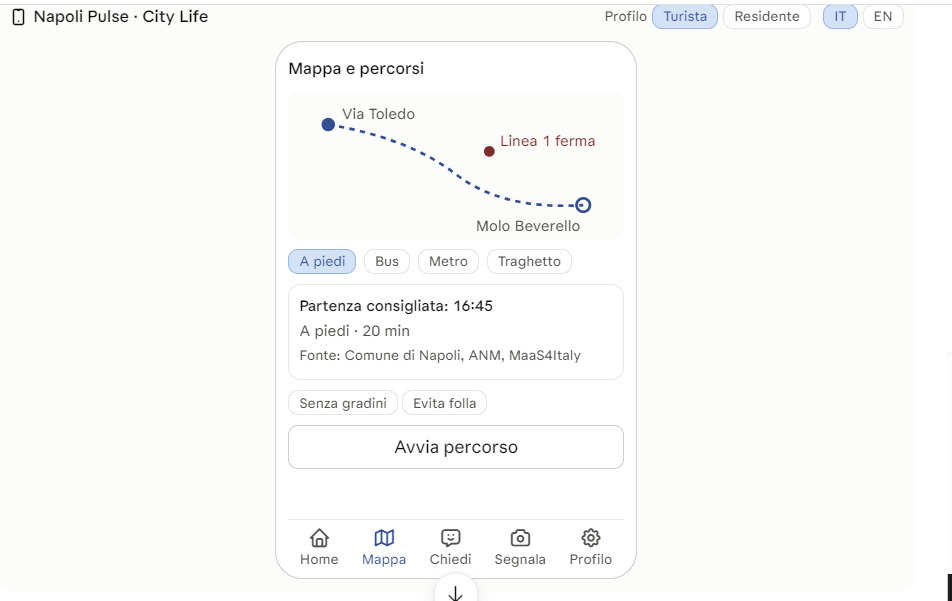 Napoli Pulse · City Life
Profilo Turista Residente IT EN
Mappa e percorsi
Via Toledo
Linea 1 ferma
Molo Beverello
A piedi Bus Metro Traghetto
Partenza consigliata: 16:45
A piedi · 20 min
Fonte: Comune di Napoli, ANM, MaaS4Italy
Senza gradini Evita folla
Avvia percorso
Home Mappa Chiedi Segnala Profilo